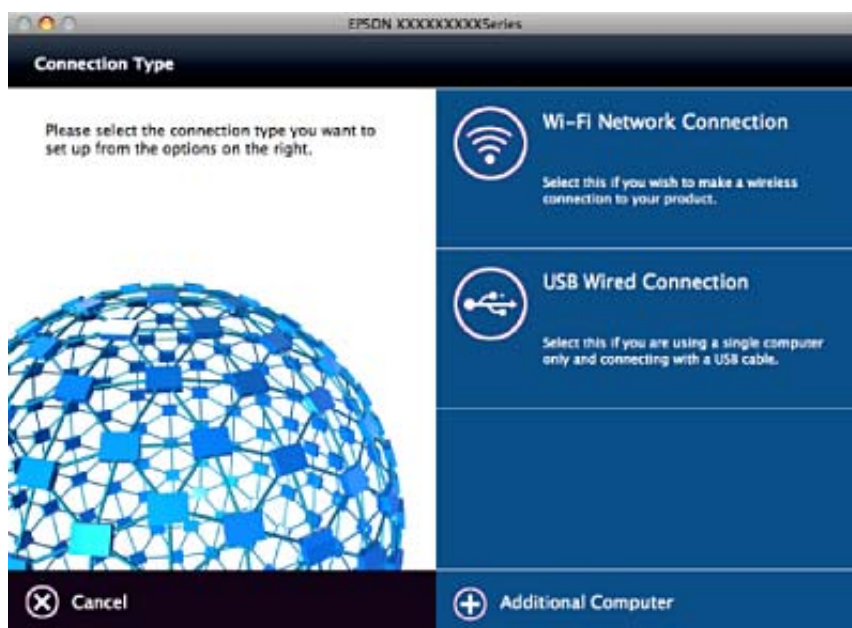 EPSON XXXXXXXXXSeries
Connection Type
Please select the connection type you want to
set up from the options on the right.
Wi-Fi Network Connection
Select this if you wish to make a wireless
connection to your product.
USB Wired Connection
Select this if you are using a single computer
only and connecting with a USB cable.
Cancel
Additional Computer